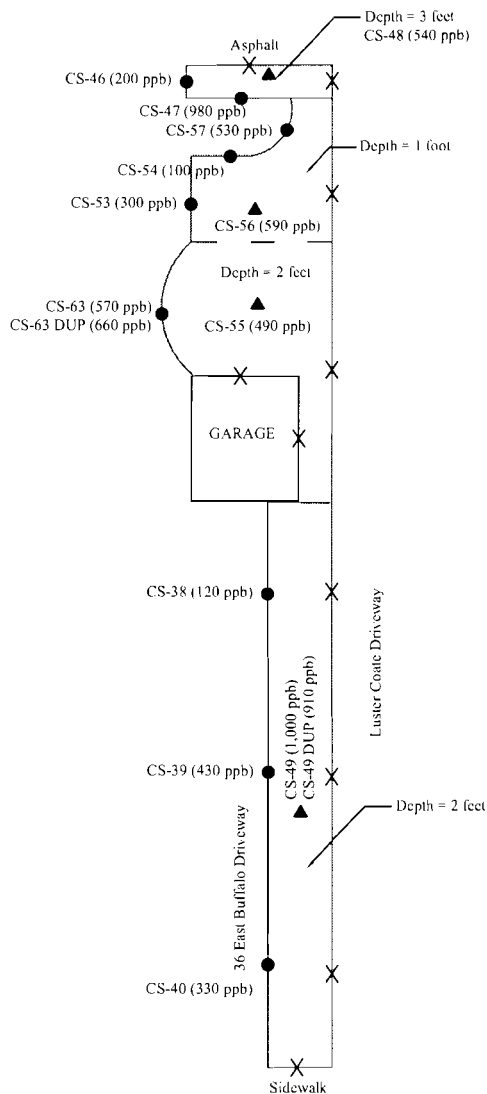 Depth = 3 feet
CS-48 (540 ppb)
Asphalt
CS-46 (200 ppb)
CS-47 (980 ppb)
CS-57 (530 ppb)
Depth = 1 foot
CS-54 (100 ppb)
CS-53 (300 ppb)
CS-56 (590 ppb)
Depth = 2 feet
CS-63 (570 ppb)
CS-63 DUP (660 ppb)
CS-55 (490 ppb)
GARAGE
CS-38 (120 ppb)
Luster Coate Driveway
CS-49 (1,000 ppb)
CS-49 DUP (910 ppb)
CS-39 (430 ppb)
Depth = 2 feet
36 East Buffalo Driveway
CS-40 (330 ppb)
Sidewalk